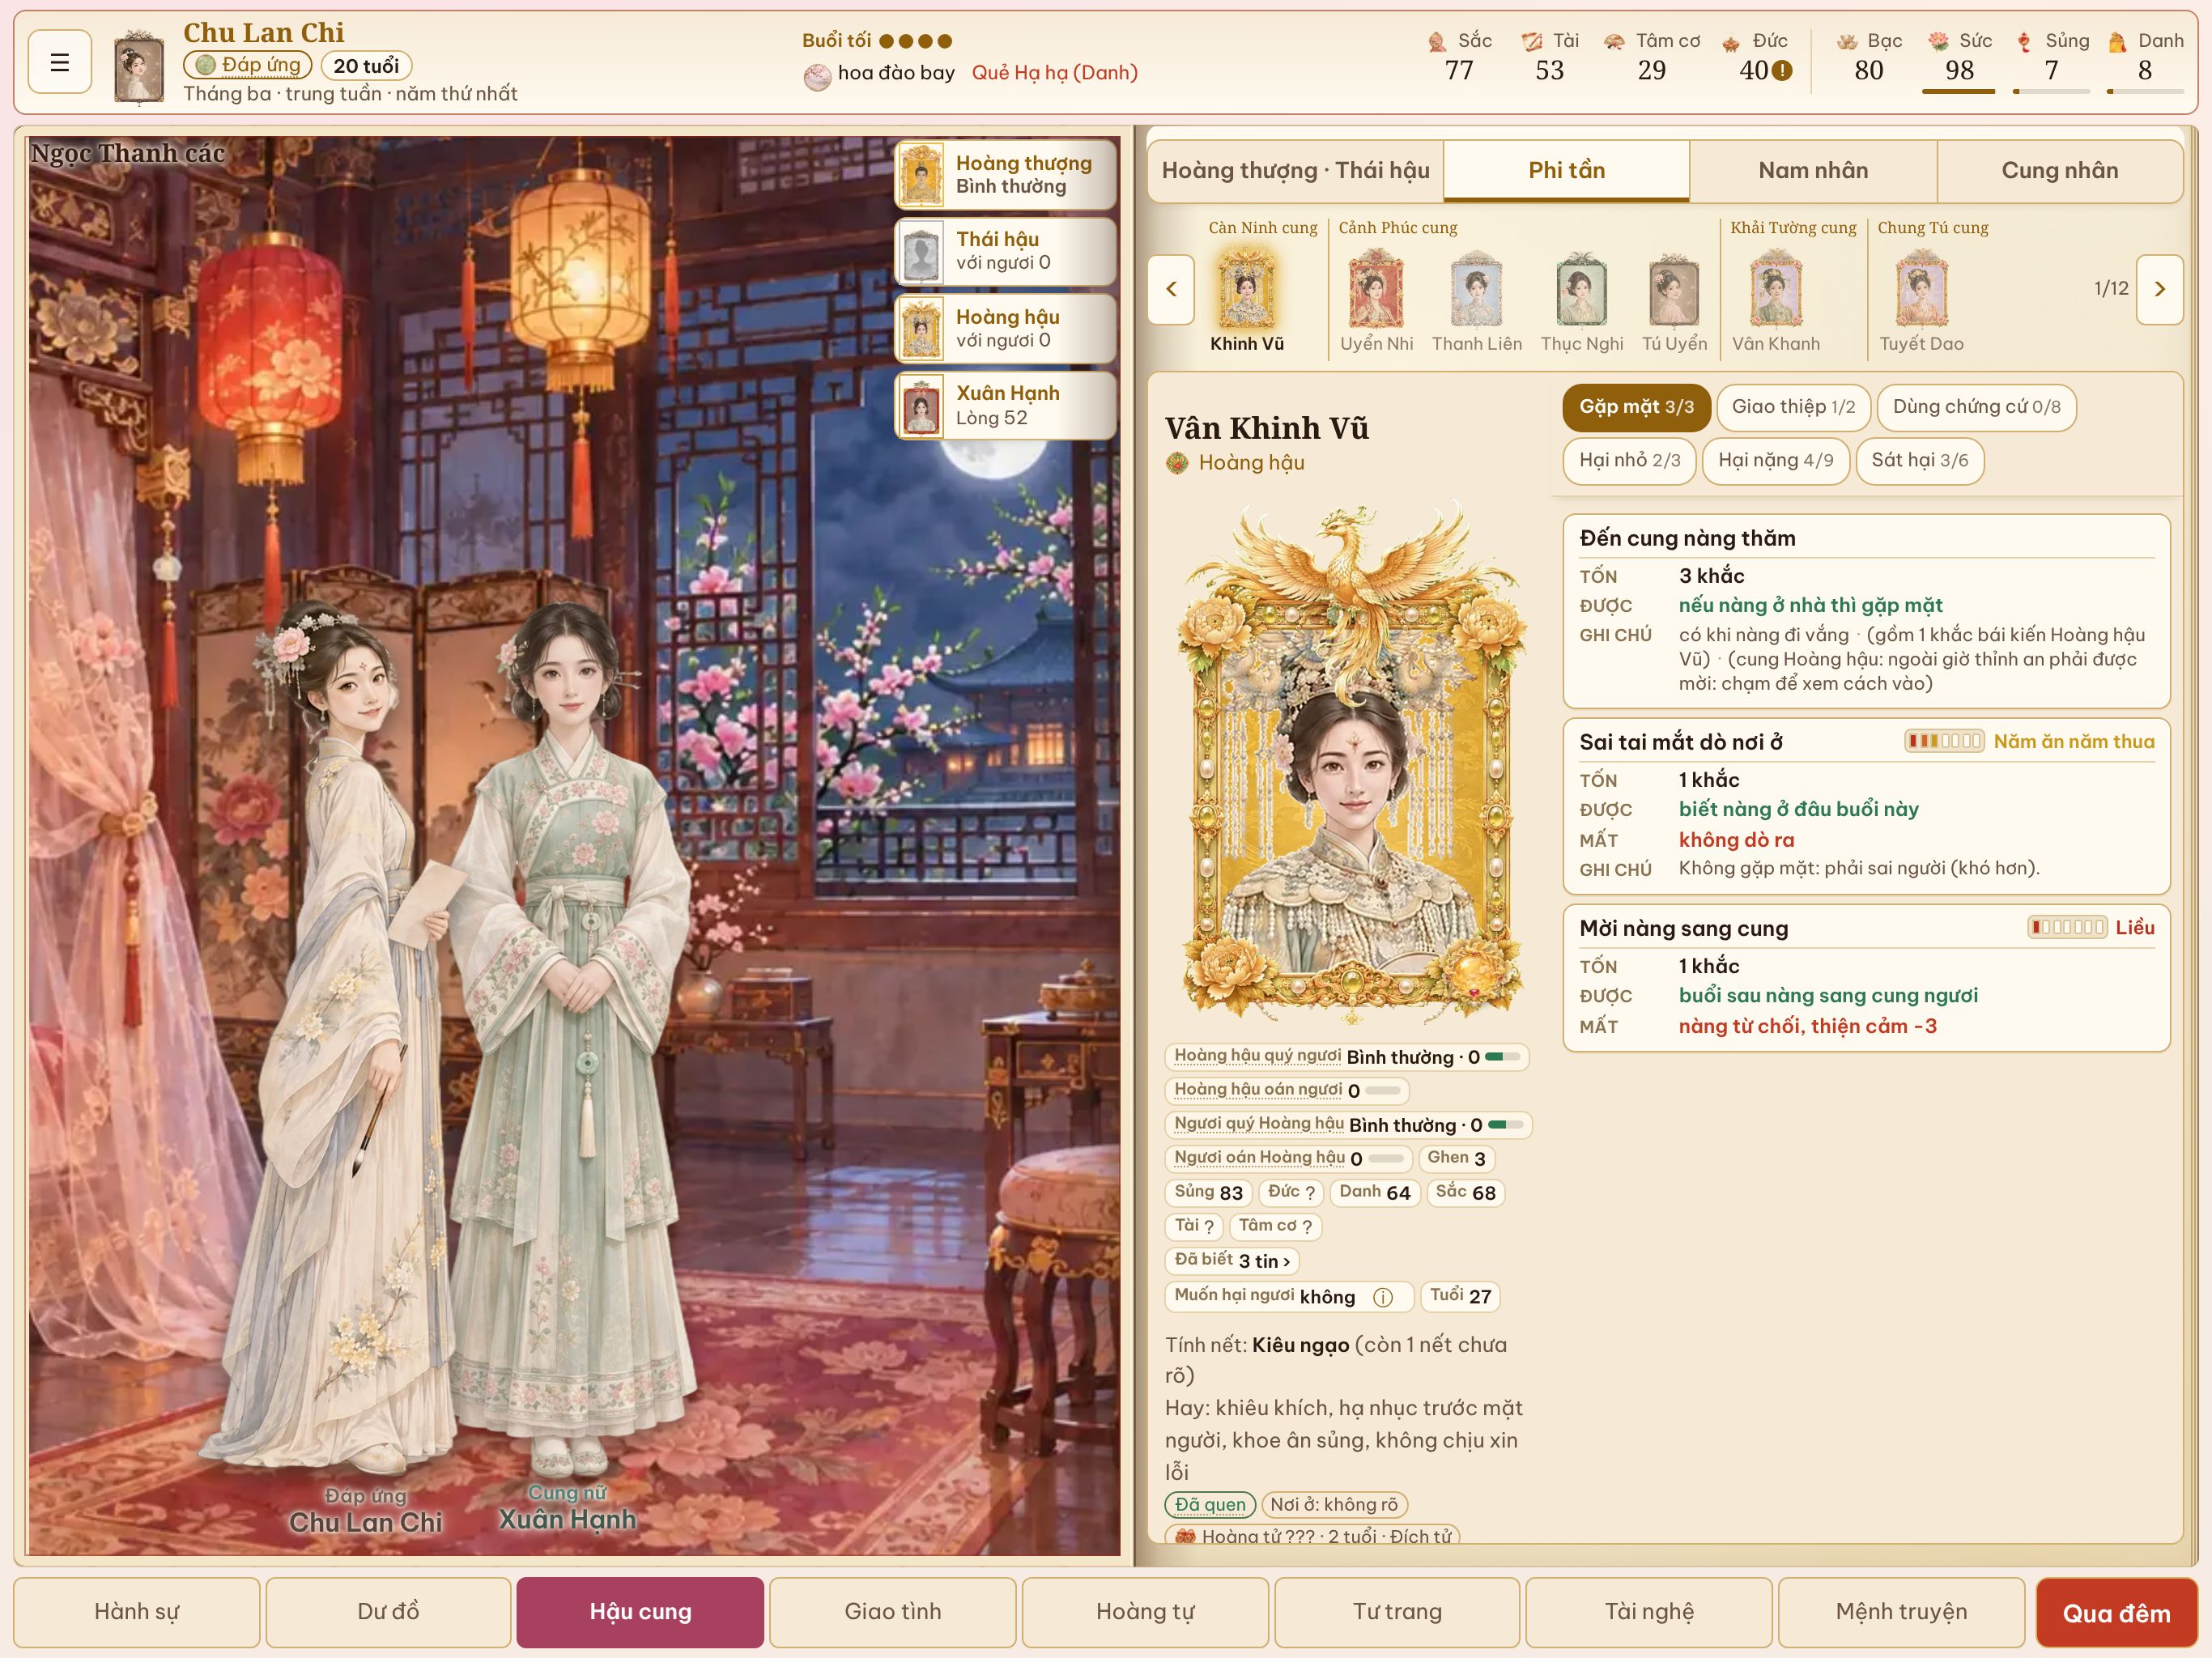 ☰
Chu Lan Chi
Đáp ứng
20 tuổi
Tháng ba · trung tuần · năm thứ nhất
Buổi tối
hoa đào bay
Quẻ Hạ hạ (Danh)
Sắc
77
Tài
53
Tâm cơ
29
Đức
40!
Bạc
80
Sức
98
Sủng
7
Danh
8
Ngọc Thanh các
Hoàng thượng
Bình thường
Thái hậu
với ngươi 0
Hoàng hậu
với ngươi 0
Xuân Hạnh
Lòng 52
Đáp ứng
Chu Lan Chi
Cung nữ
Xuân Hạnh
Hoàng thượng · Thái hậu
Phi tần
Nam nhân
Cung nhân
Càn Ninh cung
Cảnh Phúc cung
Khải Tường cung
Chung Tú cung
<
Khinh Vũ
Uyển Nhi
Thanh Liên
Thục Nghi
Tú Uyển
Vân Khanh
Tuyết Dao
1/12
>
Vân Khinh Vũ
Hoàng hậu
Hoàng hậu quý ngươi Bình thường · 0
Hoàng hậu oán ngươi 0
Ngươi quý Hoàng hậu Bình thường · 0
Ngươi oán Hoàng hậu 0
Ghen 3
Sủng 83
Đức ?
Danh 64
Sắc 68
Tài ?
Tâm cơ ?
Đã biết 3 tin ›
Muốn hại ngươi không ⓘ
Tuổi 27
Tính nết: Kiêu ngạo (còn 1 nết chưa
rõ)
Hay: khiêu khích, hạ nhục trước mặt
người, khoe ân sủng, không chịu xin
lỗi
Đã quen
Nơi ở: không rõ
Hoàng tử ??? · 2 tuổi · Đích tử
Gặp mặt 3/3
Giao thiệp 1/2
Dùng chứng cứ 0/8
Hại nhỏ 2/3
Hại nặng 4/9
Sát hại 3/6
Đến cung nàng thăm
TỐN 3 khắc
ĐƯỢC nếu nàng ở nhà thì gặp mặt
GHI CHÚ có khi nàng đi vắng · (gồm 1 khắc bái kiến Hoàng hậu
Vũ) · (cung Hoàng hậu: ngoài giờ thỉnh an phải được
mời: chạm để xem cách vào)
Sai tai mắt dò nơi ở
Năm ăn năm thua
TỐN 1 khắc
ĐƯỢC biết nàng ở đâu buổi này
MẤT không dò ra
GHI CHÚ Không gặp mặt: phải sai người (khó hơn).
Mời nàng sang cung
Liều
TỐN 1 khắc
ĐƯỢC buổi sau nàng sang cung ngươi
MẤT nàng từ chối, thiện cảm -3
Hành sự
Dư đồ
Hậu cung
Giao tình
Hoàng tự
Tư trang
Tài nghệ
Mệnh truyện
Qua đêm